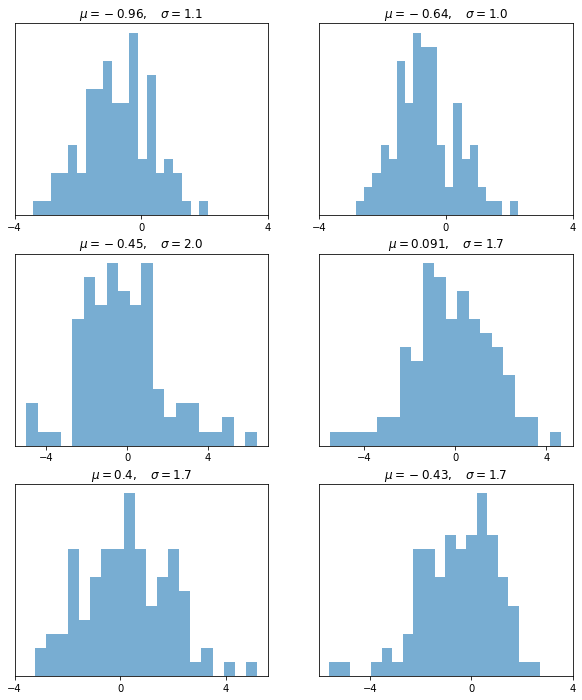 μ = −0.96, σ = 1.1
μ = −0.64, σ = 1.0
−4 0 4
−4 0 4
μ = −0.45, σ = 2.0
μ = 0.091, σ = 1.7
−4 0 4
−4 0 4
μ = 0.4, σ = 1.7
μ = −0.43, σ = 1.7
−4 0 4
−4 0 4